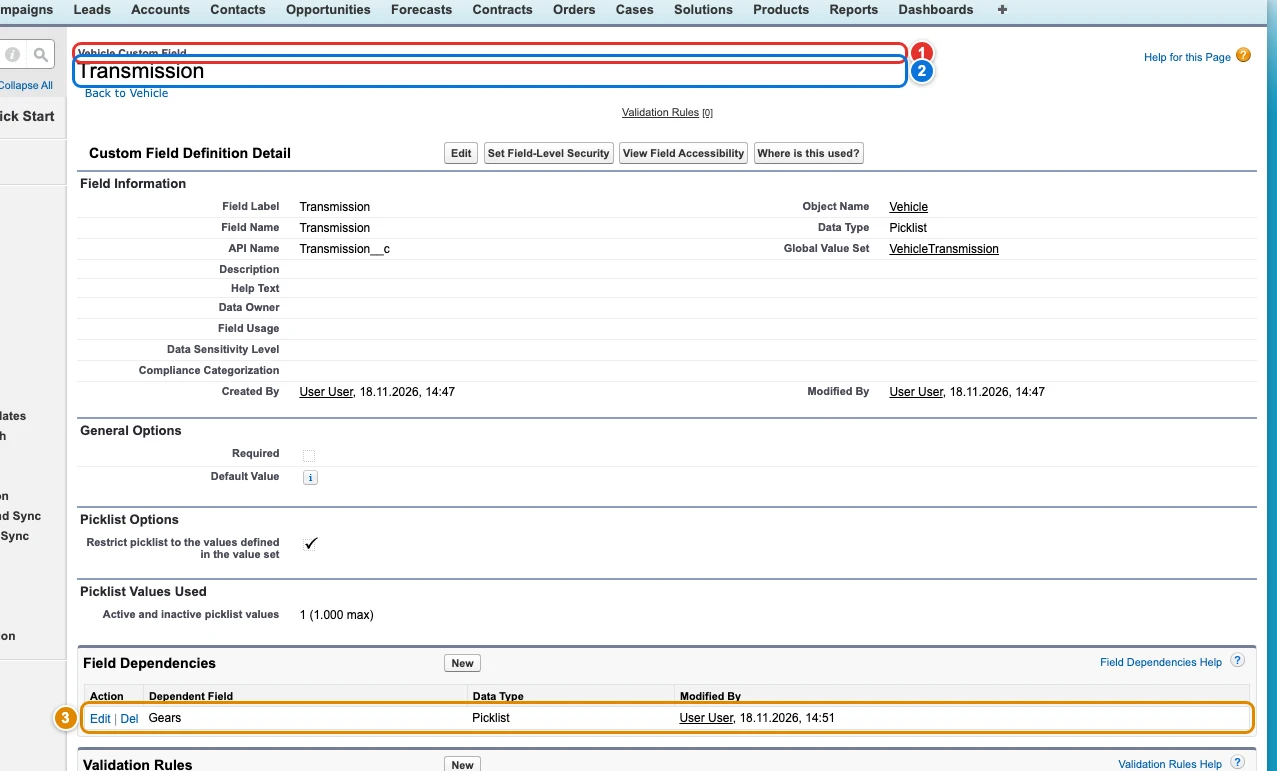 mpaigns Leads Accounts Contacts Opportunities Forecasts Contracts Orders Cases Solutions Products Reports Dashboards +
Vehicle Custom Field
1
Transmission
2
Help for this Page ?
Collapse All
Back to Vehicle
ick Start
Validation Rules [0]
Custom Field Definition Detail Edit Set Field-Level Security View Field Accessibility Where is this used?
Field Information
Field Label Transmission Object Name Vehicle
Field Name Transmission Data Type Picklist
API Name Transmission__c Global Value Set VehicleTransmission
Description
Help Text
Data Owner
Field Usage
Data Sensitivity Level
Compliance Categorization
Created By User User, 18.11.2026, 14:47 Modified By User User, 18.11.2026, 14:47
lates
h
General Options
Required
Default Value i
on
nd Sync
Sync
Picklist Options
Restrict picklist to the values defined
in the value set
Picklist Values Used
Active and inactive picklist values 1 (1.000 max)
ion
Field Dependencies New Field Dependencies Help ?
Action Dependent Field Data Type Modified By
3 Edit | Del Gears Picklist User User, 18.11.2026, 14:51
Validation Rules New Validation Rules Help ?